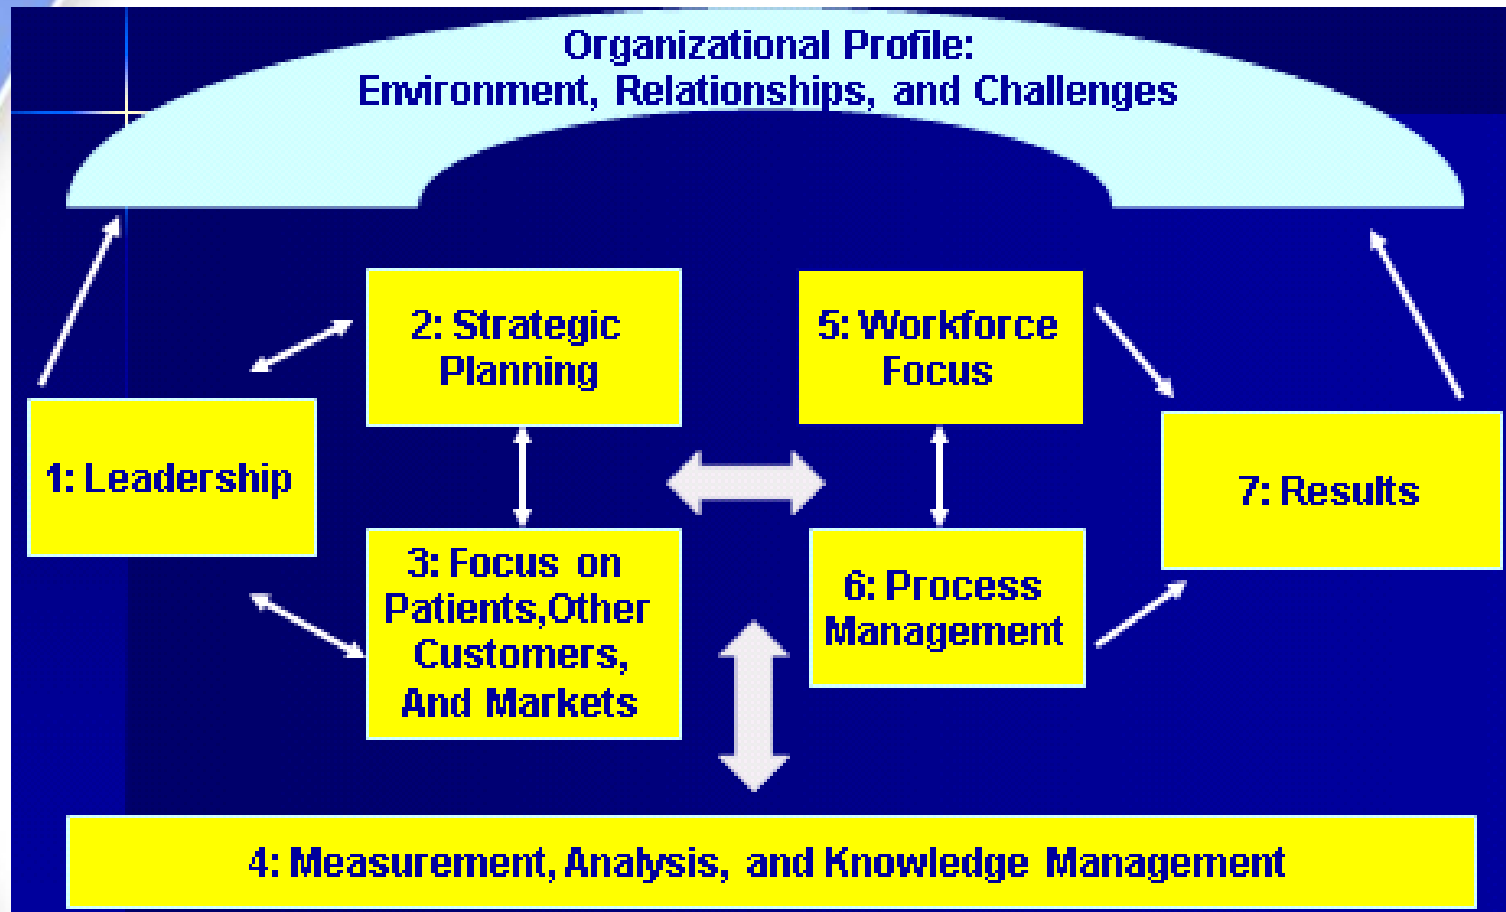 Organizational Profile:
Environment, Relationships, and Challenges
2: Strategic
Planning
5: Workforce
Focus
1: Leadership
7: Results
3: Focus on
Patients,Other
Customers,
And Markets
6: Process
Management
4: Measurement, Analysis, and Knowledge Management